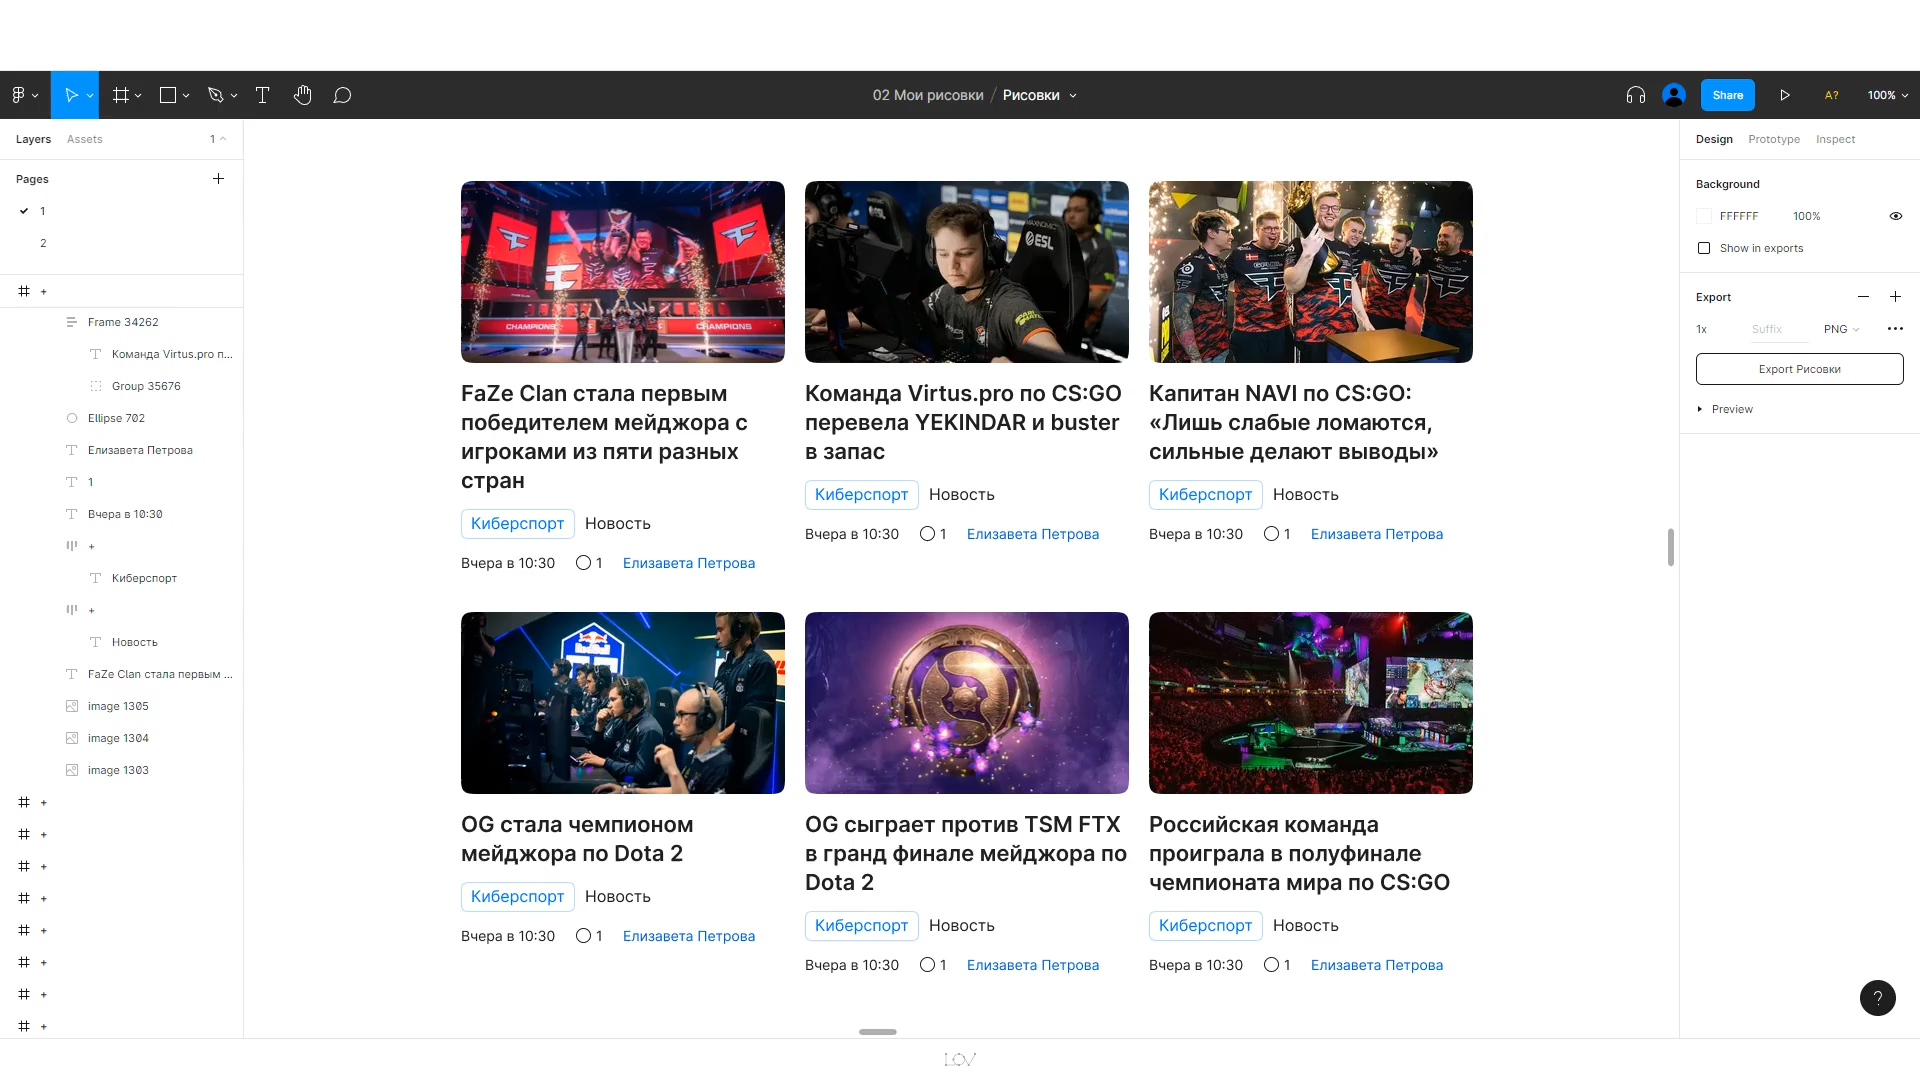 02 Мои рисовки / Рисовки
Share
A?
100%
Layers
Assets
1
Pages
1
2
+
Frame 34262
Команда Virtus.pro п...
Group 35676
Ellipse 702
Елизавета Петрова
1
Вчера в 10:30
+
Киберспорт
+
Новость
FaZe Clan стала первым ...
image 1305
image 1304
image 1303
+
+
+
+
+
+
+
+
CHAMPIONS
CHAMPIONS
FaZe Clan стала первым
победителем мейджора с
игроками из пяти разных
стран
Киберспорт
Новость
Вчера в 10:30
1
Елизавета Петрова
ESL
MAXNOMIC
ESL
Команда Virtus.pro по CS:GO
перевела YEKINDAR и buster
в запас
Киберспорт
Новость
Вчера в 10:30
1
Елизавета Петрова
Капитан NAVI по CS:GO:
«Лишь слабые ломаются,
сильные делают выводы»
Киберспорт
Новость
Вчера в 10:30
1
Елизавета Петрова
OG стала чемпионом
мейджора по Dota 2
Киберспорт
Новость
Вчера в 10:30
1
Елизавета Петрова
OG сыграет против TSM FTX
в гранд финале мейджора по
Dota 2
Киберспорт
Новость
Вчера в 10:30
1
Елизавета Петрова
Российская команда
проиграла в полуфинале
чемпионата мира по CS:GO
Киберспорт
Новость
Вчера в 10:30
1
Елизавета Петрова
Design
Prototype
Inspect
Background
FFFFFF
100%
Show in exports
Export
1x
Suffix
PNG
Export Рисовки
Preview
?
LOV